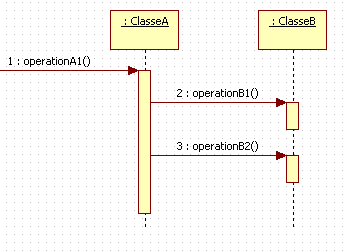 : ClasseA
: ClasseB
1 : operationA1()
2 : operationB1()
3 : operationB2()